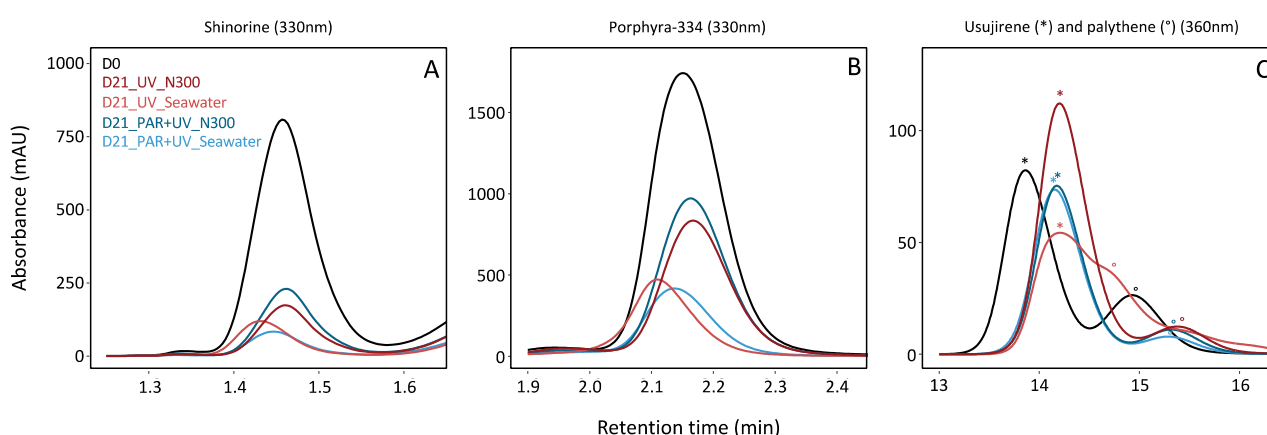 Shinorine (330nm)
Porphyra-334 (330nm)
Usujirene (*) and palythene (°) (360nm)
A
B
C
D0
D21_UV_N300
D21_UV_Seawater
D21_PAR+UV_N300
D21_PAR+UV_Seawater
Absorbance (mAU)
1000
750
500
250
0
1500
1000
500
0
100
50
0
* * * * *
° ° ° °
1.3 1.4 1.5 1.6
1.9 2.0 2.1 2.2 2.3 2.4
13 14 15 16
Retention time (min)